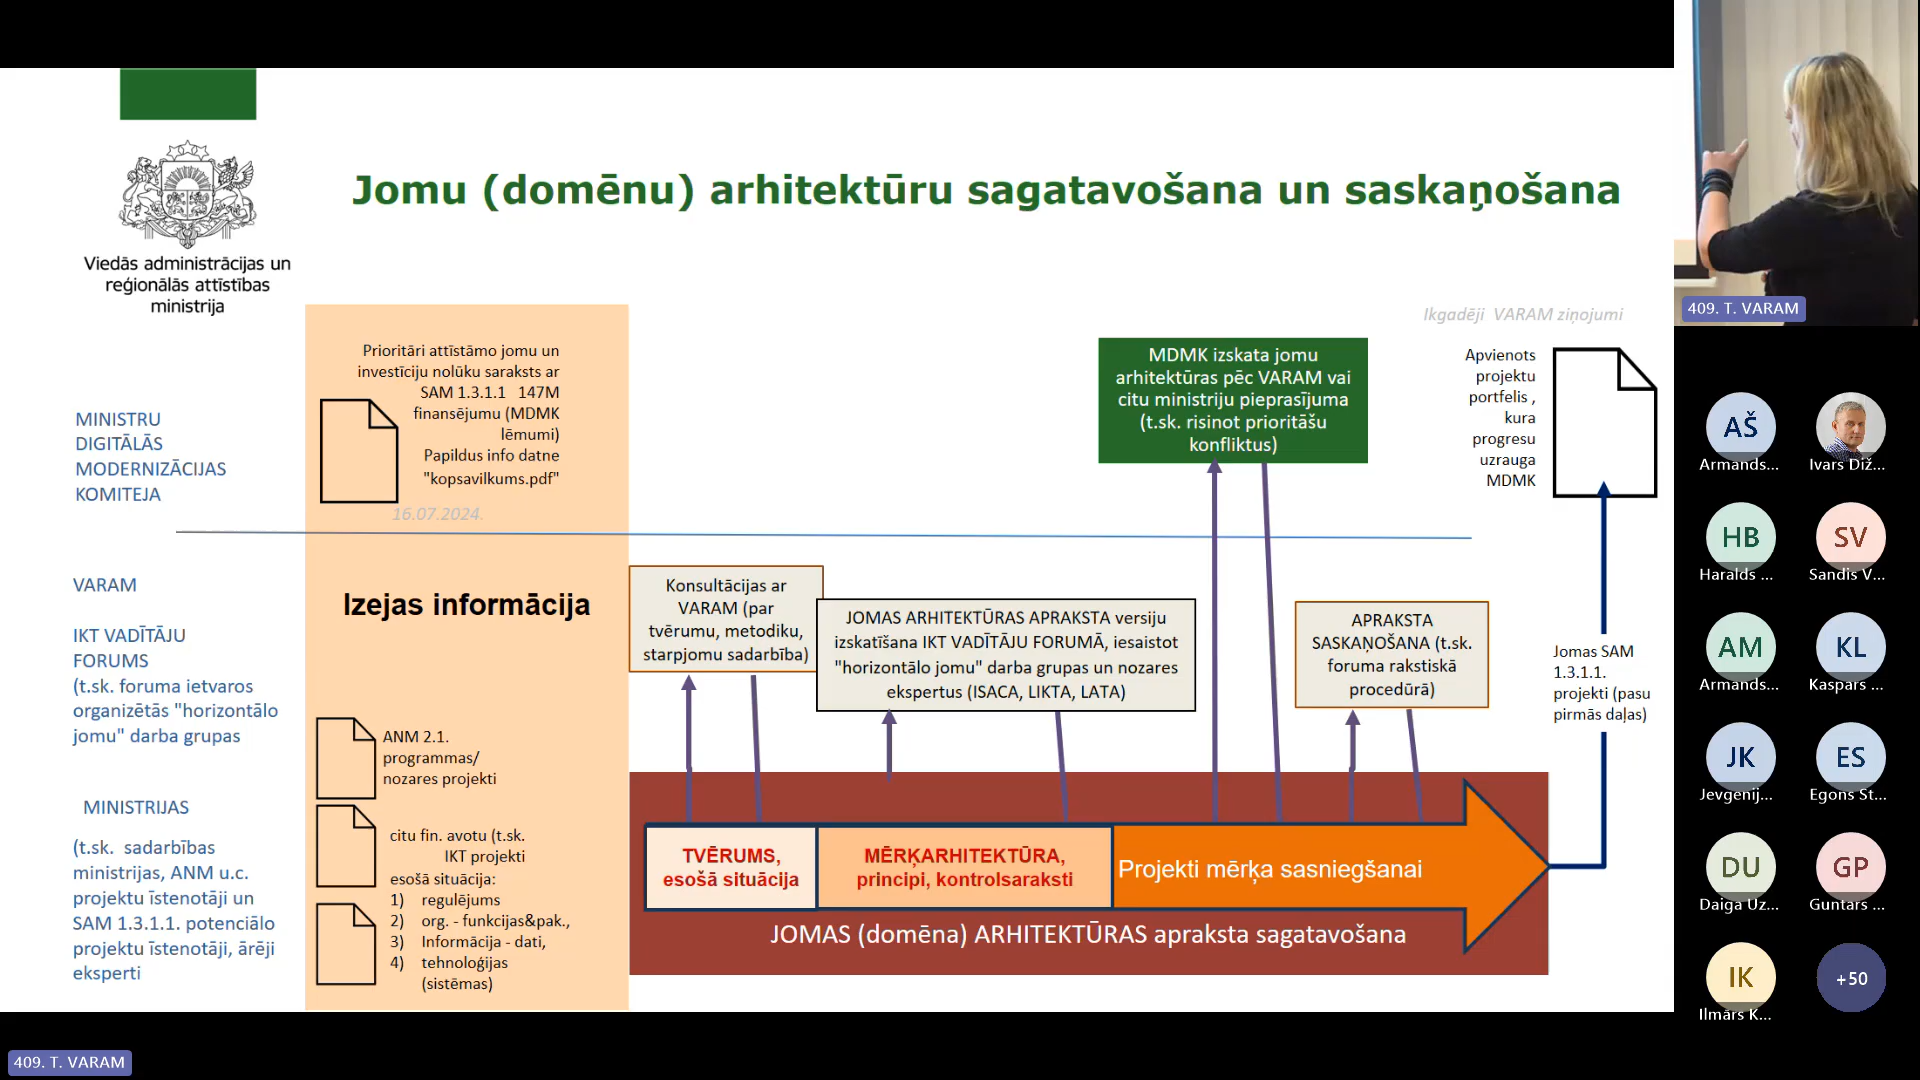 Viedās administrācijas un
reģionālās attīstības
ministrija
Jomu (domēnu) arhitektūru sagatavošana un saskaņošana
Ikgadēji VARAM ziņojumi
MINISTRU
DIGITĀLĀS
MODERNIZĀCIJAS
KOMITEJA
Prioritāri attīstāmo jomu un
investīciju nolūku saraksts ar
SAM 1.3.1.1 147M
finansējumu (MDMK
lēmumi)
Papildus info datne
"kopsavilkums.pdf"
16.07.2024.
MDMK izskata jomu
arhitektūras pēc VARAM vai
citu ministriju pieprasījuma
(t.sk. risinot prioritāšu
konfliktus)
Apvienots
projektu
portfelis ,
kura
progresu
uzrauga
MDMK
VARAM
IKT VADĪTĀJU
FORUMS
(t.sk. foruma ietvaros
organizētās "horizontālo
jomu" darba grupas
Izejas informācija
Konsultācijas ar
VARAM (par
tvērumu, metodiku,
starpjomu sadarbība)
JOMAS ARHITEKTŪRAS APRAKSTA versiju
izskatīšana IKT VADĪTĀJU FORUMĀ, iesaistot
"horizontālo jomu" darba grupas un nozares
ekspertus (ISACA, LIKTA, LATA)
APRAKSTA
SASKAŅOŠANA (t.sk.
foruma rakstiskā
procedūrā)
Jomas SAM
1.3.1.1.
projekti (pasu
pirmās daļas)
MINISTRIJAS
(t.sk. sadarbības
ministrijas, ANM u.c.
projektu īstenotāji un
SAM 1.3.1.1. potenciālo
projektu īstenotāji, ārēji
eksperti
ANM 2.1.
programmas/
nozares projekti
citu fin. avotu (t.sk.
IKT projekti
esošā situācija:
1) regulējums
2) org. - funkcijas&pak.,
3) Informācija - dati,
4) tehnoloģijas
(sistēmas)
TVĒRUMS,
esošā situācija
MĒRĶARHITEKTŪRA,
principi, kontrolsaraksti
Projekti mērķa sasniegšanai
JOMAS (domēna) ARHITEKTŪRAS apraksta sagatavošana
409. T. VARAM
AŠ
Armands...
Ivars Diž...
HB
Haralds ...
SV
Sandis V...
AM
Armands...
KL
Kaspars ...
JK
Jevgenij...
ES
Egons St...
DU
Daiga Uz...
GP
Guntars ...
IK
Ilmārs K...
+50
409. T. VARAM